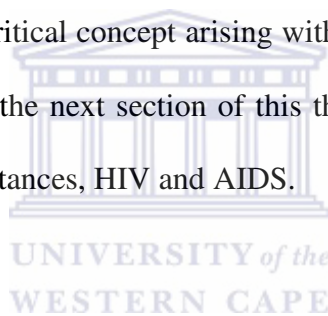 ritical concept arising with
the next section of this th
tances, HIV and AIDS.
UNIVERSITY of the
WESTERN CAPE